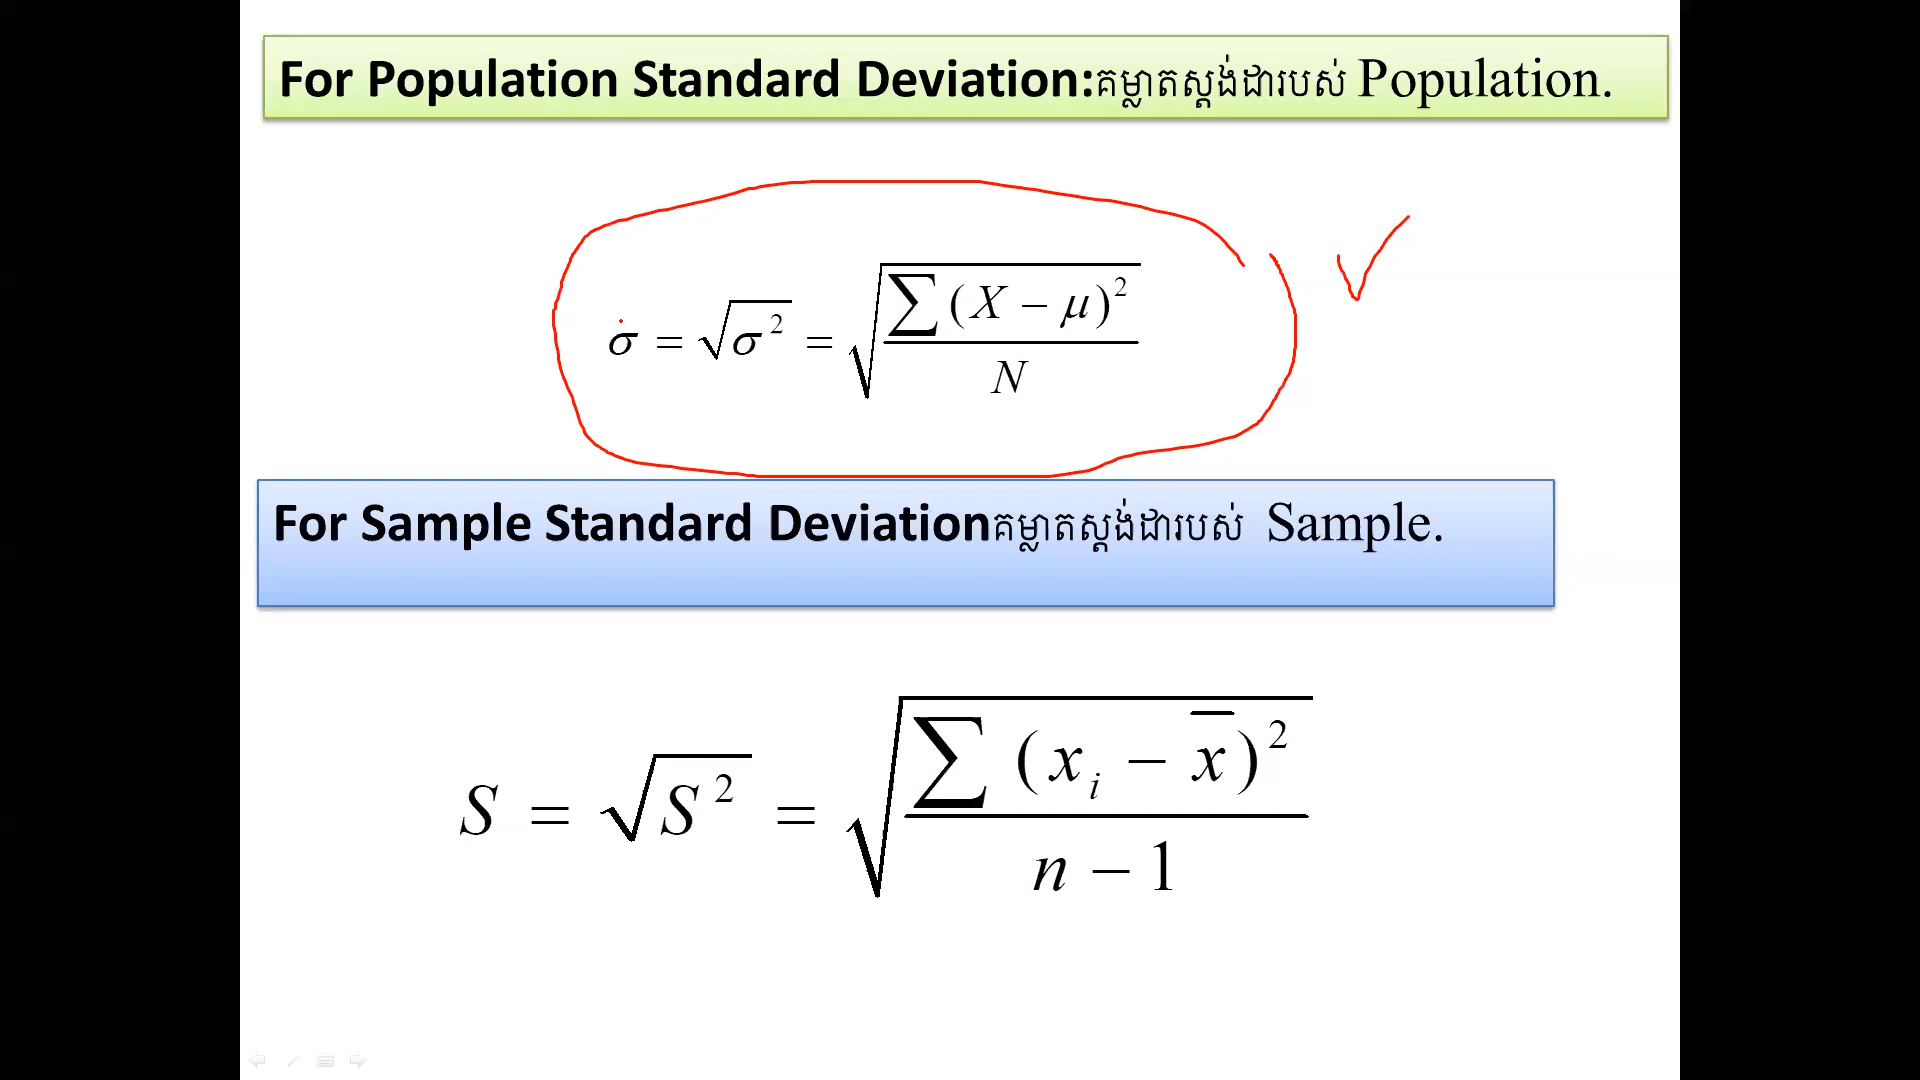 For Population Standard Deviation:គម្លាតស្តង់ដារបស់ Population.
σ = √σ² = √(∑(X − μ)² / N)
For Sample Standard Deviationគម្លាតស្តង់ដារបស់ Sample.
S = √S² = √(∑(xᵢ − x̅)² / (n − 1))